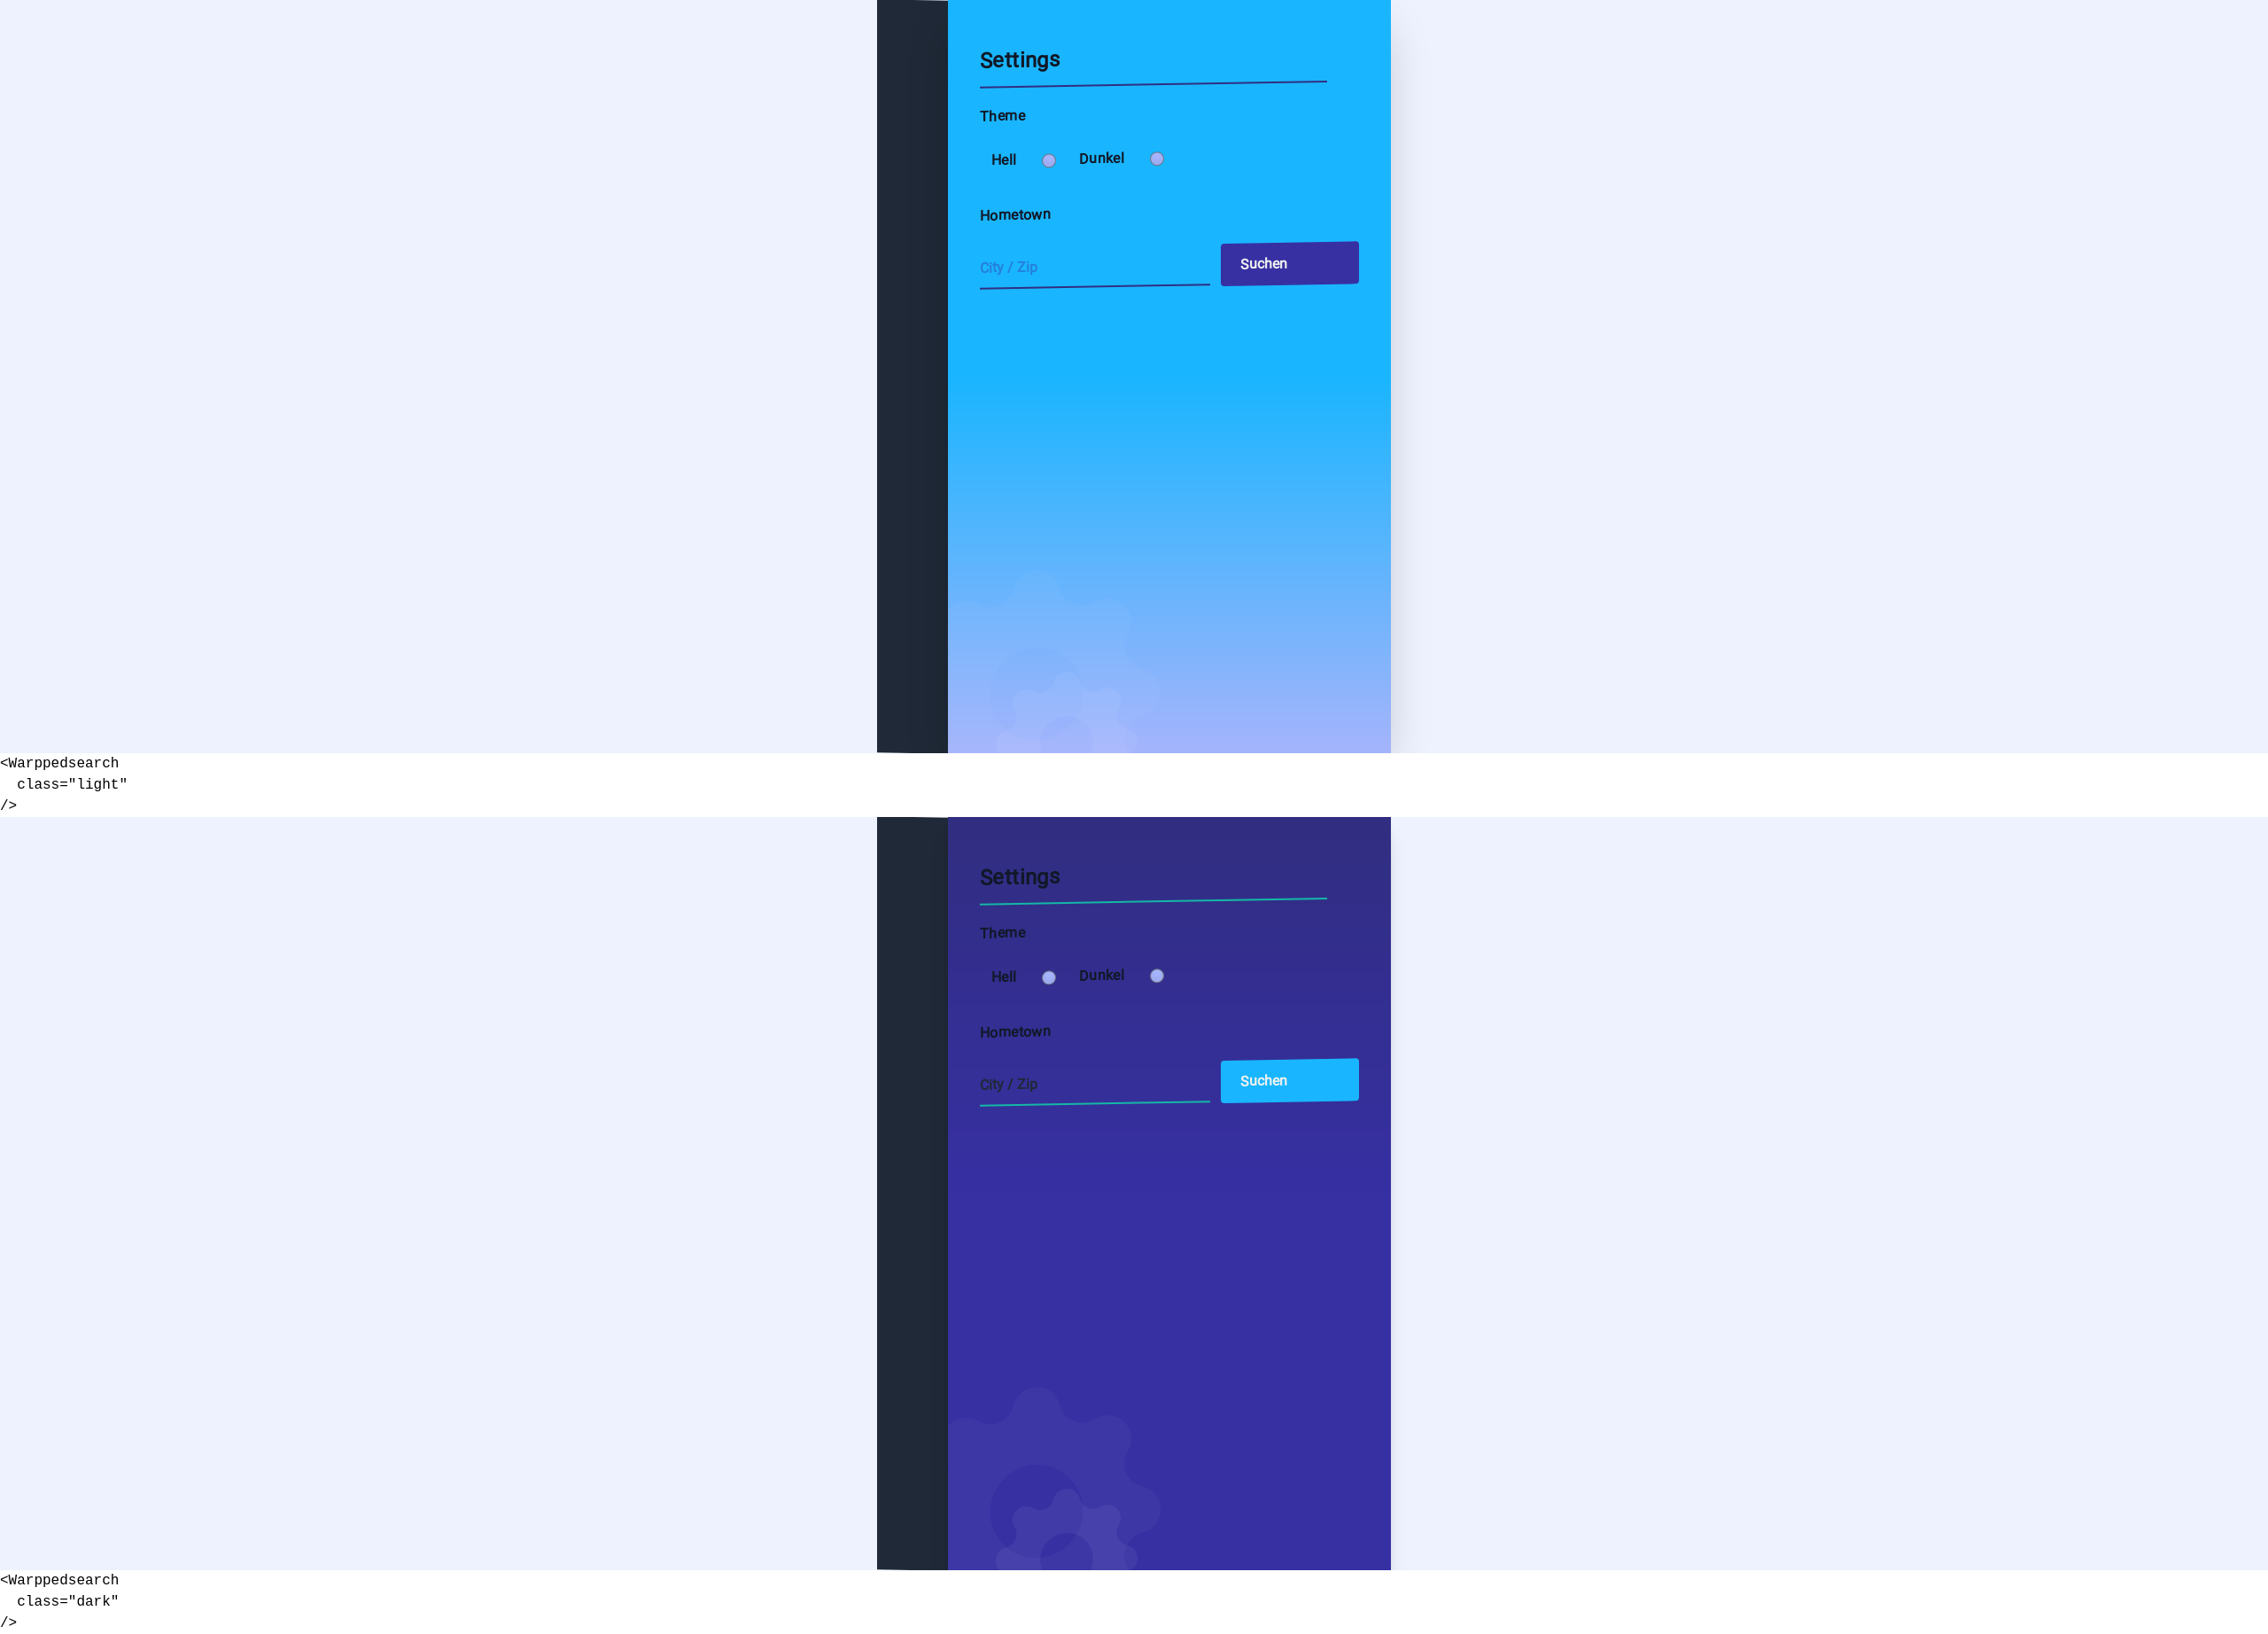 Settings
Theme
Hell Dunkel
Hometown
City / Zip Suchen
<Warppedsearch
  class="light"
/>
Settings
Theme
Hell Dunkel
Hometown
City / Zip Suchen
<Warppedsearch
  class="dark"
/>